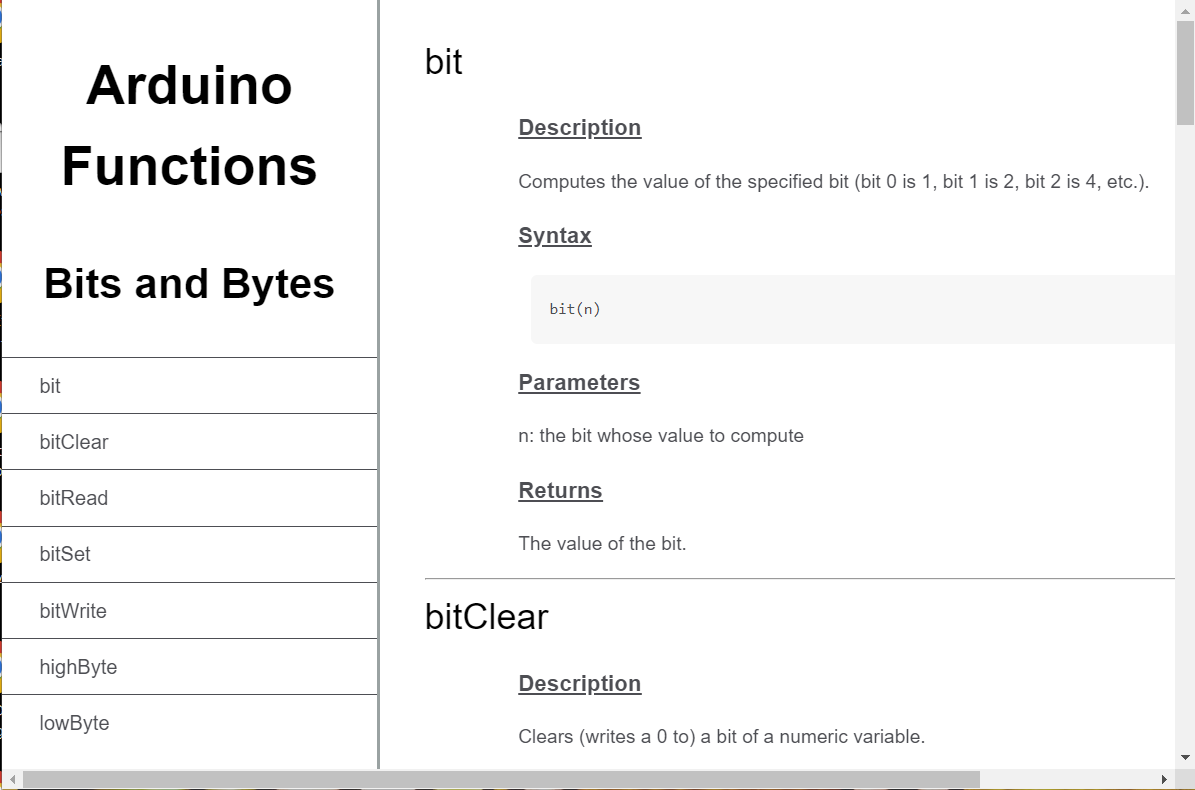 Arduino
Functions
Bits and Bytes
bit
bitClear
bitRead
bitSet
bitWrite
highByte
lowByte
bit
Description
Computes the value of the specified bit (bit 0 is 1, bit 1 is 2, bit 2 is 4, etc.).
Syntax
bit(n)
Parameters
n: the bit whose value to compute
Returns
The value of the bit.
bitClear
Description
Clears (writes a 0 to) a bit of a numeric variable.